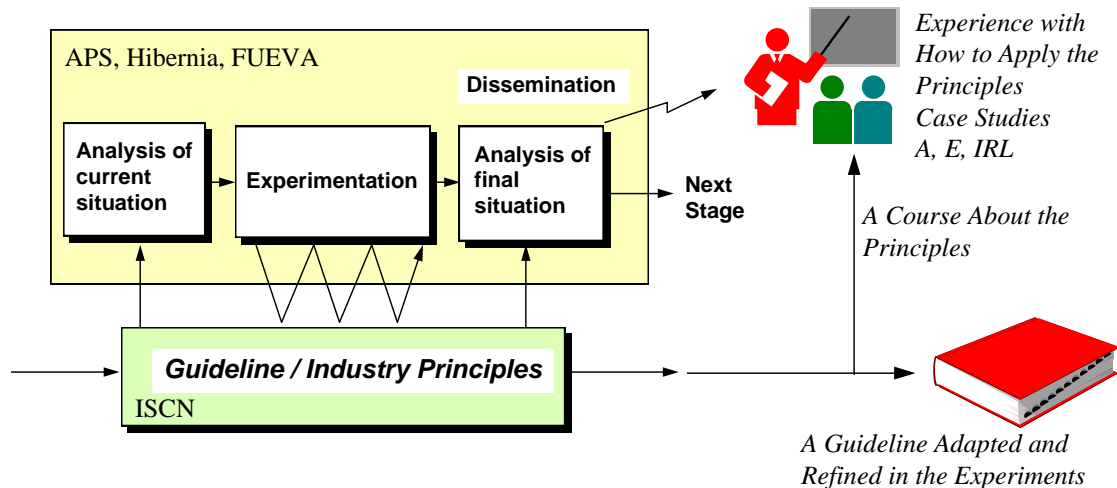 APS, Hibernia, FUEVA
Dissemination
Analysis of
current
situation
Experimentation
Analysis of
final
situation
Next
Stage
Experience with
How to Apply the
Principles
Case Studies
A, E, IRL
A Course About the
Principles
Guideline / Industry Principles
ISCN
A Guideline Adapted and
Refined in the Experiments